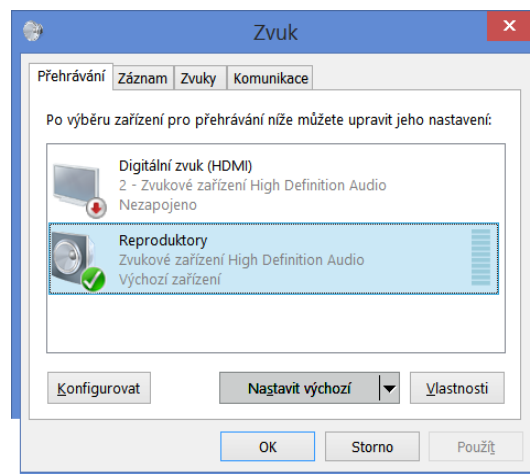 Zvuk
Přehrávání Záznam Zvuky Komunikace
Po výběru zařízení pro přehrávání níže můžete upravit jeho nastavení:
Digitální zvuk (HDMI)
2 - Zvukové zařízení High Definition Audio
Nezapojeno
Reproduktory
Zvukové zařízení High Definition Audio
Výchozí zařízení
Konfigurovat Nastavit výchozí Vlastnosti
OK Storno Použít